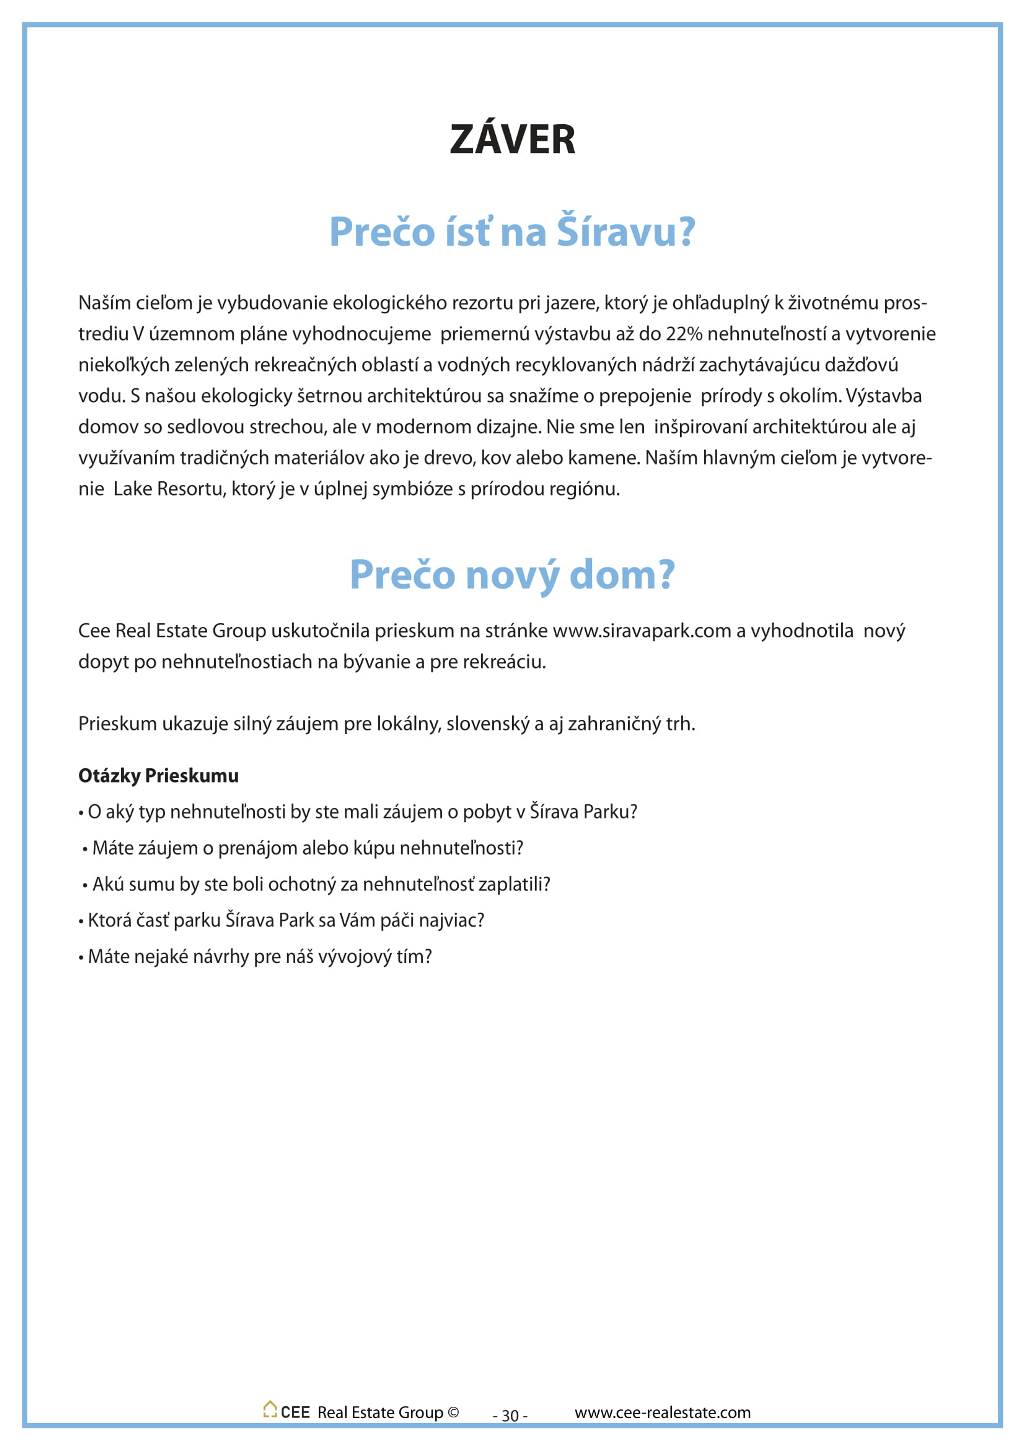 ZÁVER
Prečo ísť na Šíravu?
Naším cieľom je vybudovanie ekologického rezortu pri jazere, ktorý je ohľaduplný k životnému pros-
trediu V územnom pláne vyhodnocujeme  priemernú výstavbu až do 22% nehnuteľností a vytvorenie
niekoľkých zelených rekreačných oblastí a vodných recyklovaných nádrží zachytávajúcu dažďovú
vodu. S našou ekologicky šetrnou architektúrou sa snažíme o prepojenie  prírody s okolím. Výstavba
domov so sedlovou strechou, ale v modernom dizajne. Nie sme len  inšpirovaní architektúrou ale aj
využívaním tradičných materiálov ako je drevo, kov alebo kamene. Naším hlavným cieľom je vytvore-
nie  Lake Resortu, ktorý je v úplnej symbióze s prírodou regiónu.
Prečo nový dom?
Cee Real Estate Group uskutočnila prieskum na stránke www.siravapark.com a vyhodnotila  nový
dopyt po nehnuteľnostiach na bývanie a pre rekreáciu.
Prieskum ukazuje silný záujem pre lokálny, slovenský a aj zahraničný trh.
Otázky Prieskumu
• O aký typ nehnuteľnosti by ste mali záujem o pobyt v Šírava Parku?
• Máte záujem o prenájom alebo kúpu nehnuteľnosti?
• Akú sumu by ste boli ochotný za nehnuteľnosť zaplatili?
• Ktorá časť parku Šírava Park sa Vám páči najviac?
• Máte nejaké návrhy pre náš vývojový tím?
CEE Real Estate Group © - 30 - www.cee-realestate.com